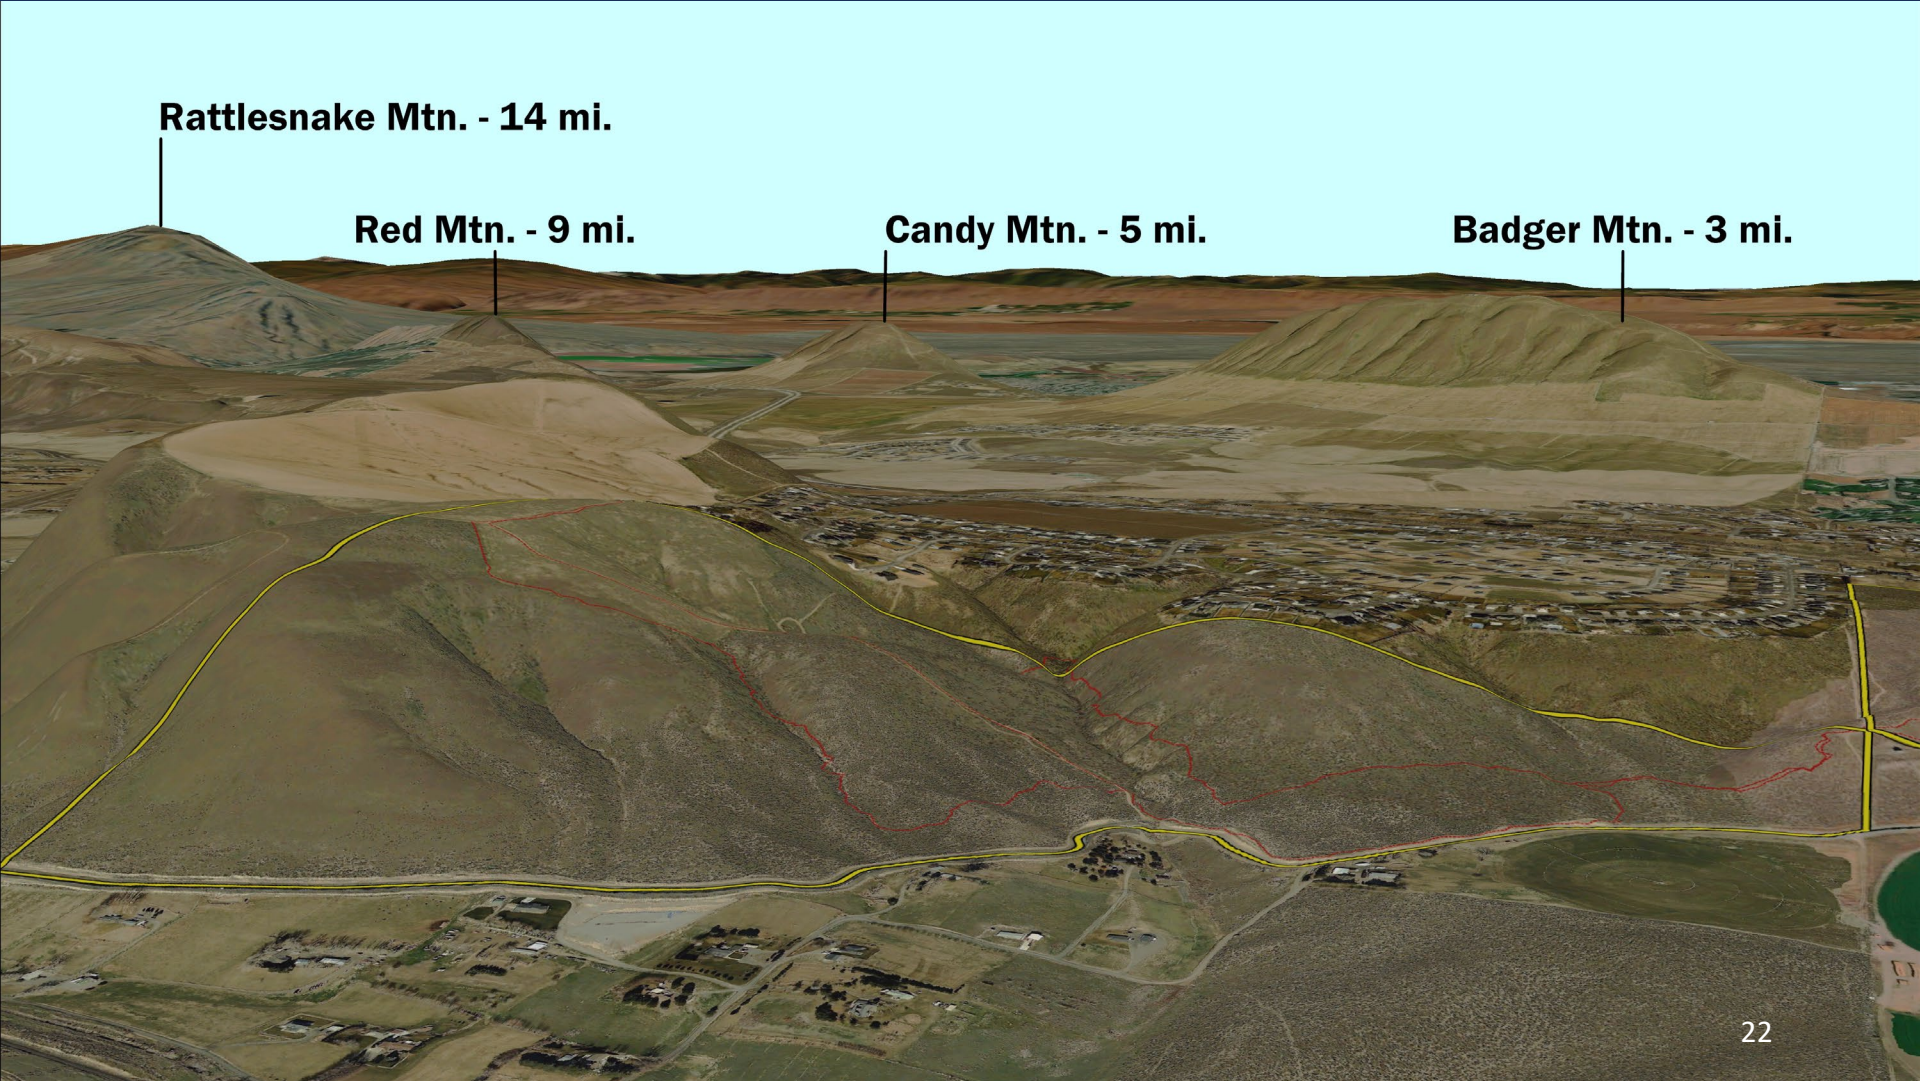 Rattlesnake Mtn. - 14 mi.
Red Mtn. - 9 mi.
Candy Mtn. - 5 mi.
Badger Mtn. - 3 mi.
22